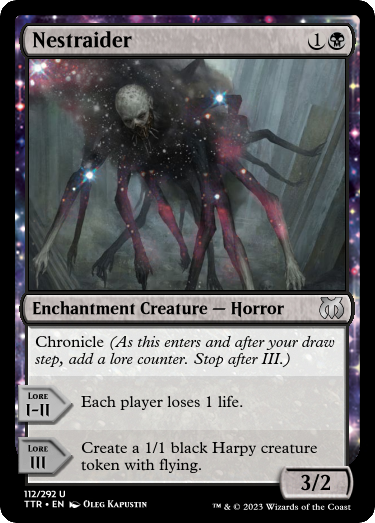 Nestraider 1
Enchantment Creature — Horror
Chronicle (As this enters and after your draw
step, add a lore counter. Stop after III.)
LORE
I-II
Each player loses 1 life.
LORE
III
Create a 1/1 black Harpy creature
token with flying.
3/2
112/292 U
TTR • EN Oleg Kapustin
™ & © 2023 Wizards of the Coast